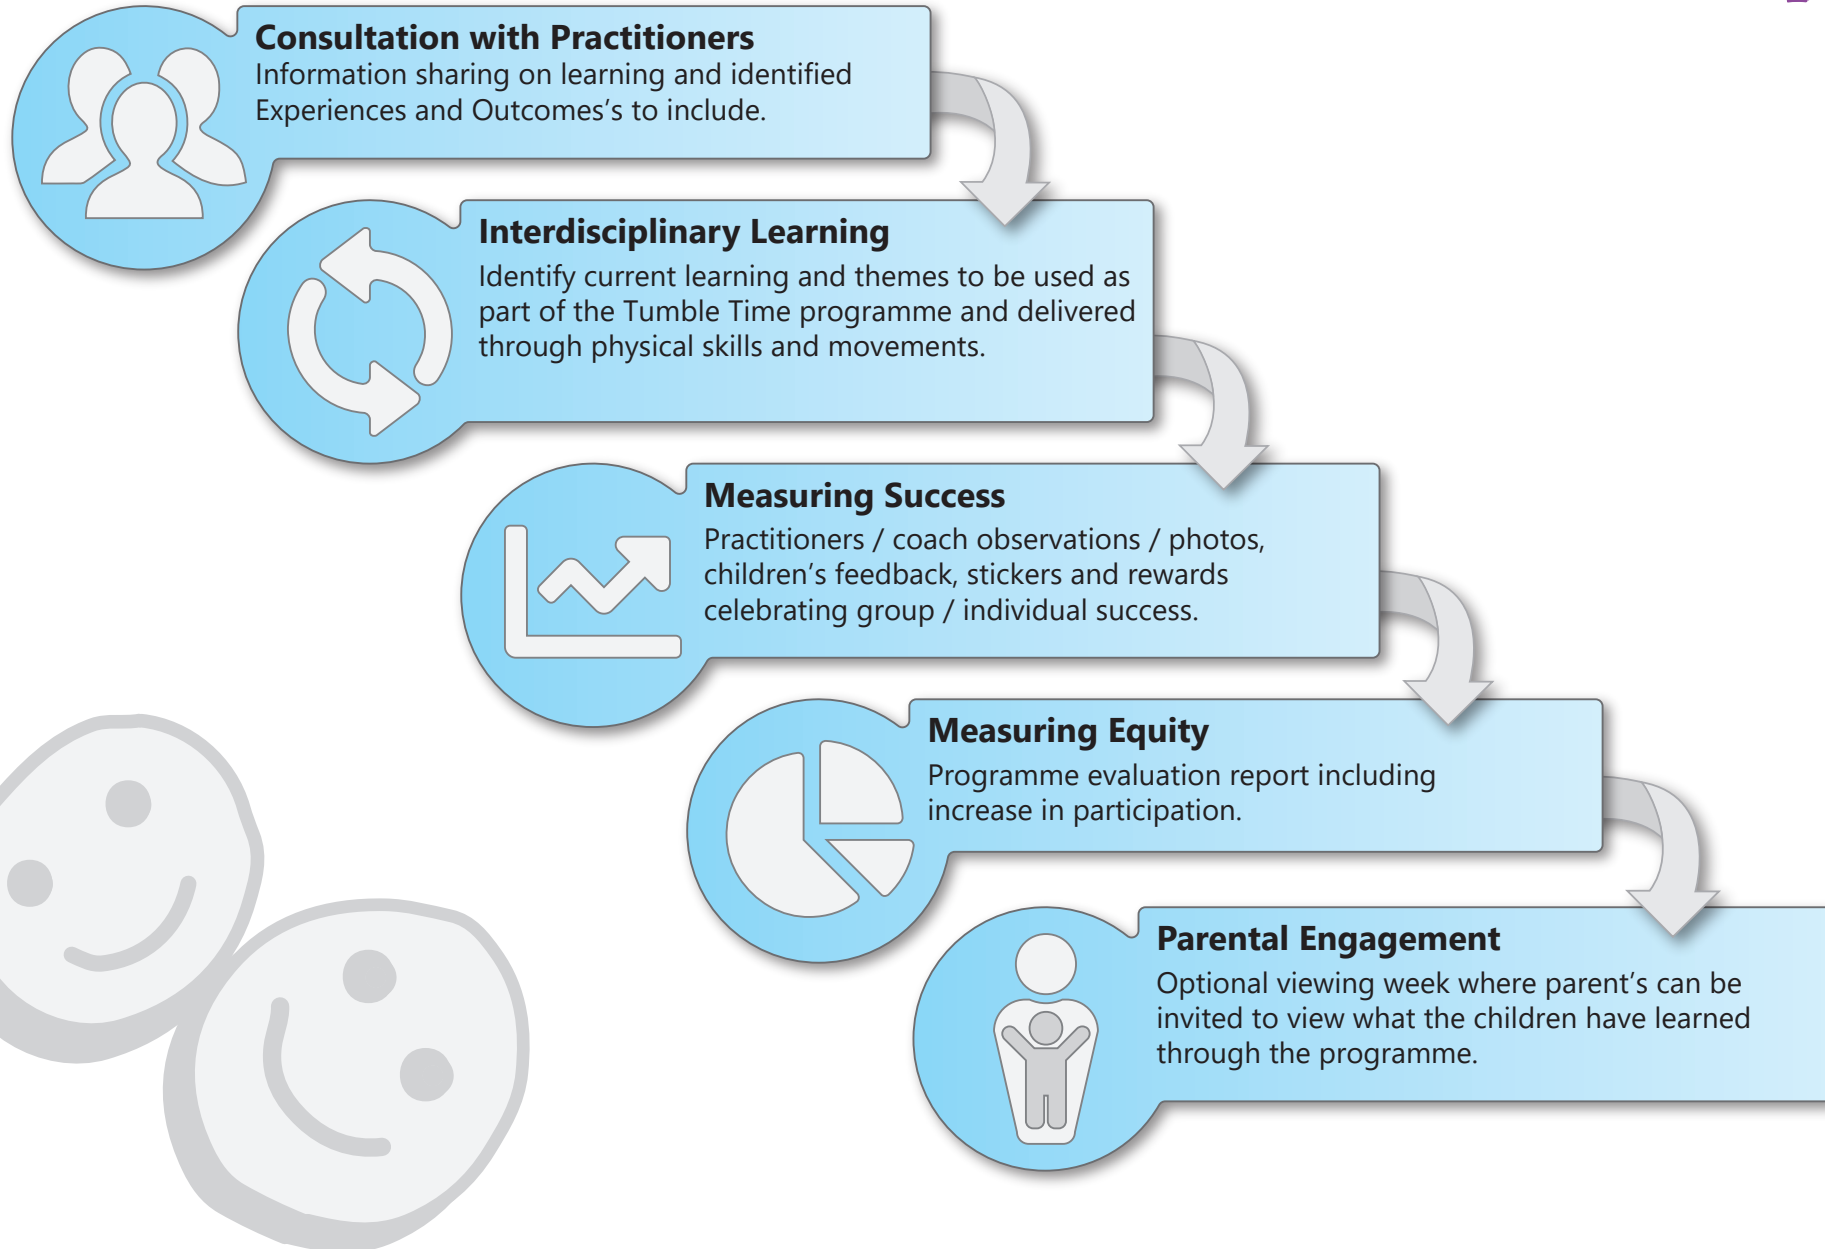 Consultation with Practitioners
Information sharing on learning and identified
Experiences and Outcomes's to include.
Interdisciplinary Learning
Identify current learning and themes to be used as
part of the Tumble Time programme and delivered
through physical skills and movements.
Measuring Success
Practitioners / coach observations / photos,
children’s feedback, stickers and rewards
celebrating group / individual success.
Measuring Equity
Programme evaluation report including
increase in participation.
Parental Engagement
Optional viewing week where parent’s can be
invited to view what the children have learned
through the programme.